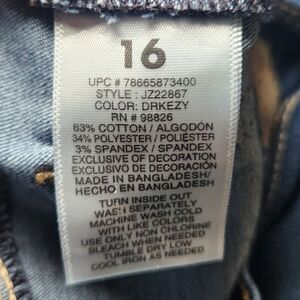 16
UPC # 78665873400
STYLE : JZ22867
COLOR: DRKEZY
RN # 98826
63% COTTON / ALGODÓN
34% POLYESTER / POLIÉSTER
3% SPANDEX / SPANDEX
EXCLUSIVE OF DECORATION
EXCLUSIVO DE DECORACIÓN
MADE IN BANGLADESH/
HECHO EN BANGLADESH
TURN INSIDE OUT
WASH SEPARATELY
MACHINE WASH COLD
WITH LIKE COLORS
USE ONLY NON CHLORINE
BLEACH WHEN NEEDED
TUMBLE DRY LOW
COOL IRON AS NEEDED